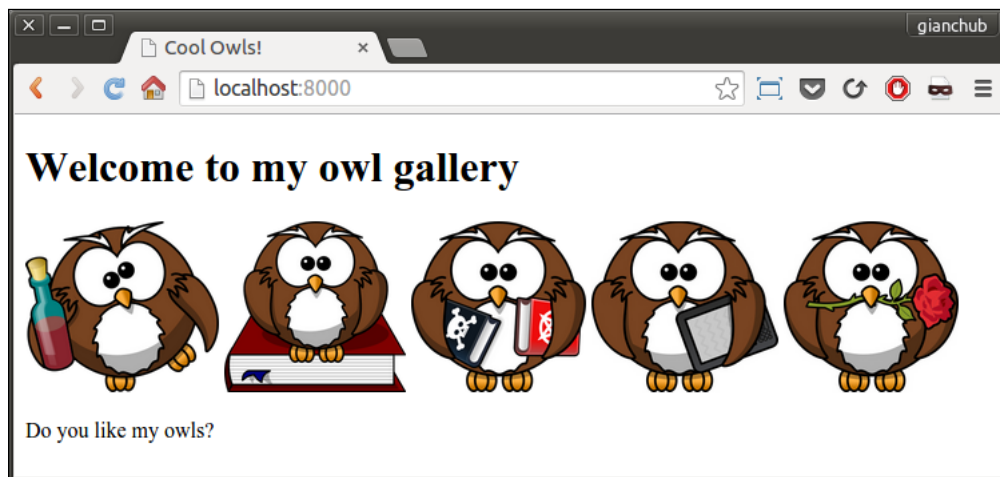 gianchub
Cool Owls!
localhost:8000
Welcome to my owl gallery
Do you like my owls?